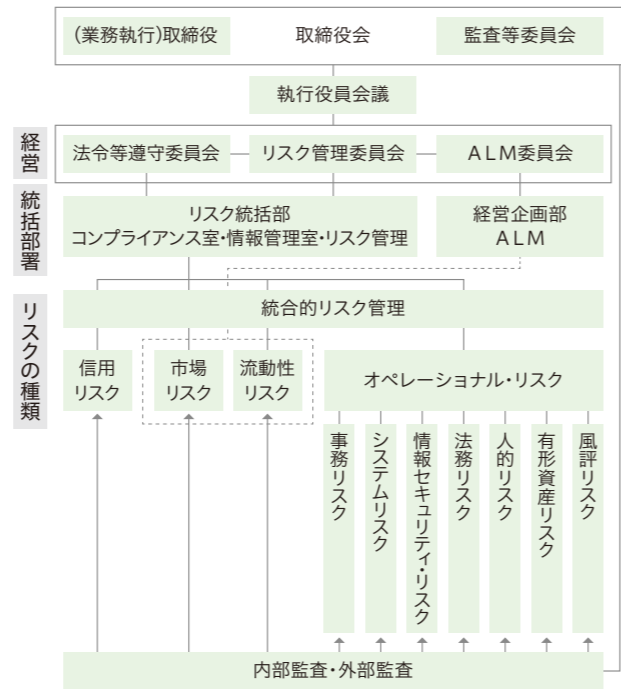 (業務執行)取締役
取締役会
監査等委員会
執行役員会議
経営
法令等遵守委員会
リスク管理委員会
ALM委員会
統括部署
リスク統括部
コンプライアンス室・情報管理室・リスク管理
経営企画部
ALM
リスクの種類
統合的リスク管理
信用
リスク
市場
リスク
流動性
リスク
オペレーショナル・リスク
事務リスク
システムリスク
情報セキュリティ・リスク
法務リスク
人的リスク
有形資産リスク
風評リスク
内部監査・外部監査